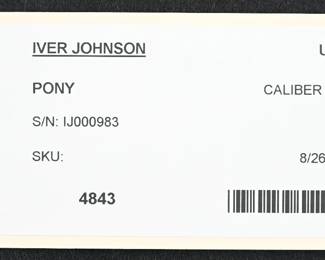 IVER JOHNSON U
PONY CALIBER
S/N: IJ000983
SKU: 8/26
4843